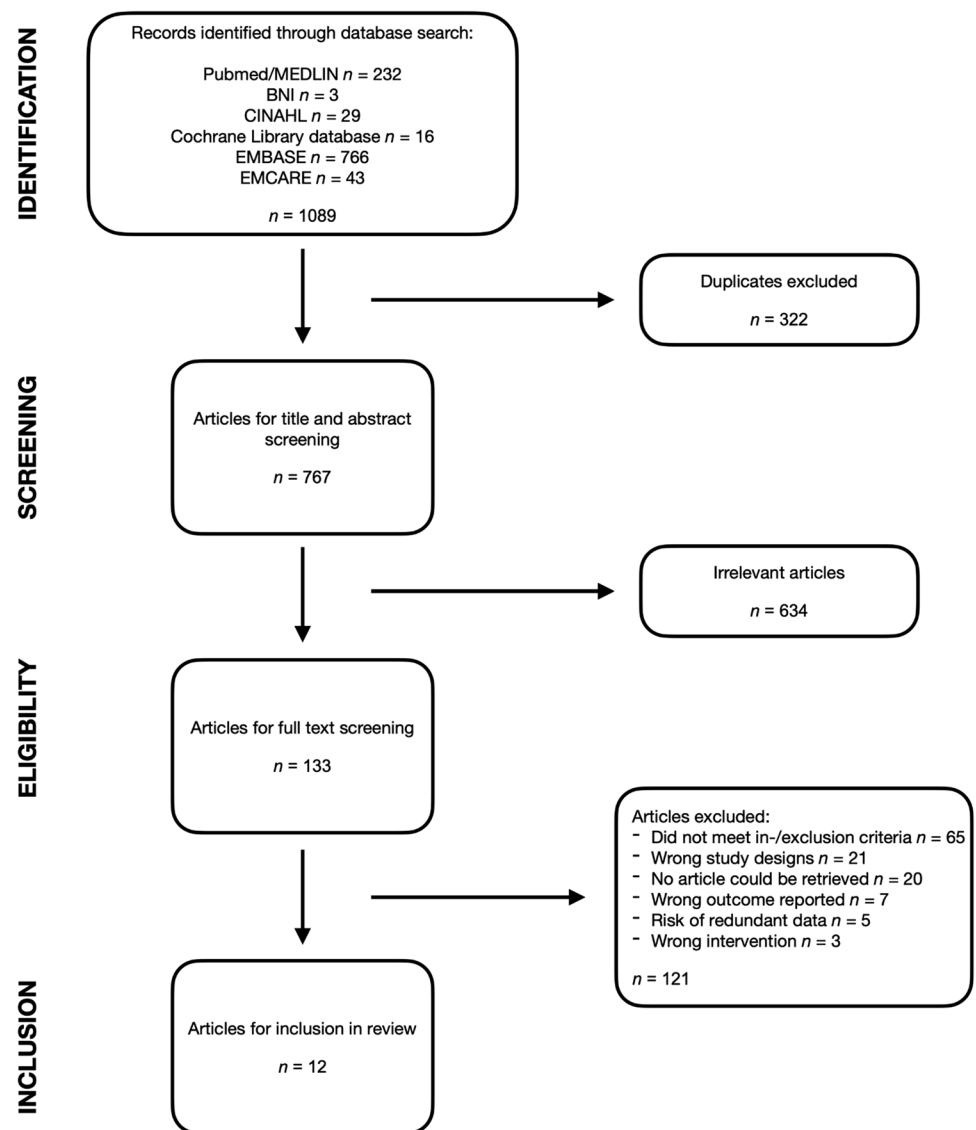 IDENTIFICATION
Records identified through database search:
Pubmed/MEDLIN n = 232
BNI n = 3
CINAHL n = 29
Cochrane Library database n = 16
EMBASE n = 766
EMCARE n = 43
n = 1089
Duplicates excluded
n = 322
SCREENING
Articles for title and abstract
screening
n = 767
Irrelevant articles
n = 634
ELIGIBILITY
Articles for full text screening
n = 133
Articles excluded:
- Did not meet in-/exclusion criteria n = 65
- Wrong study designs n = 21
- No article could be retrieved n = 20
- Wrong outcome reported n = 7
- Risk of redundant data n = 5
- Wrong intervention n = 3
n = 121
INCLUSION
Articles for inclusion in review
n = 12